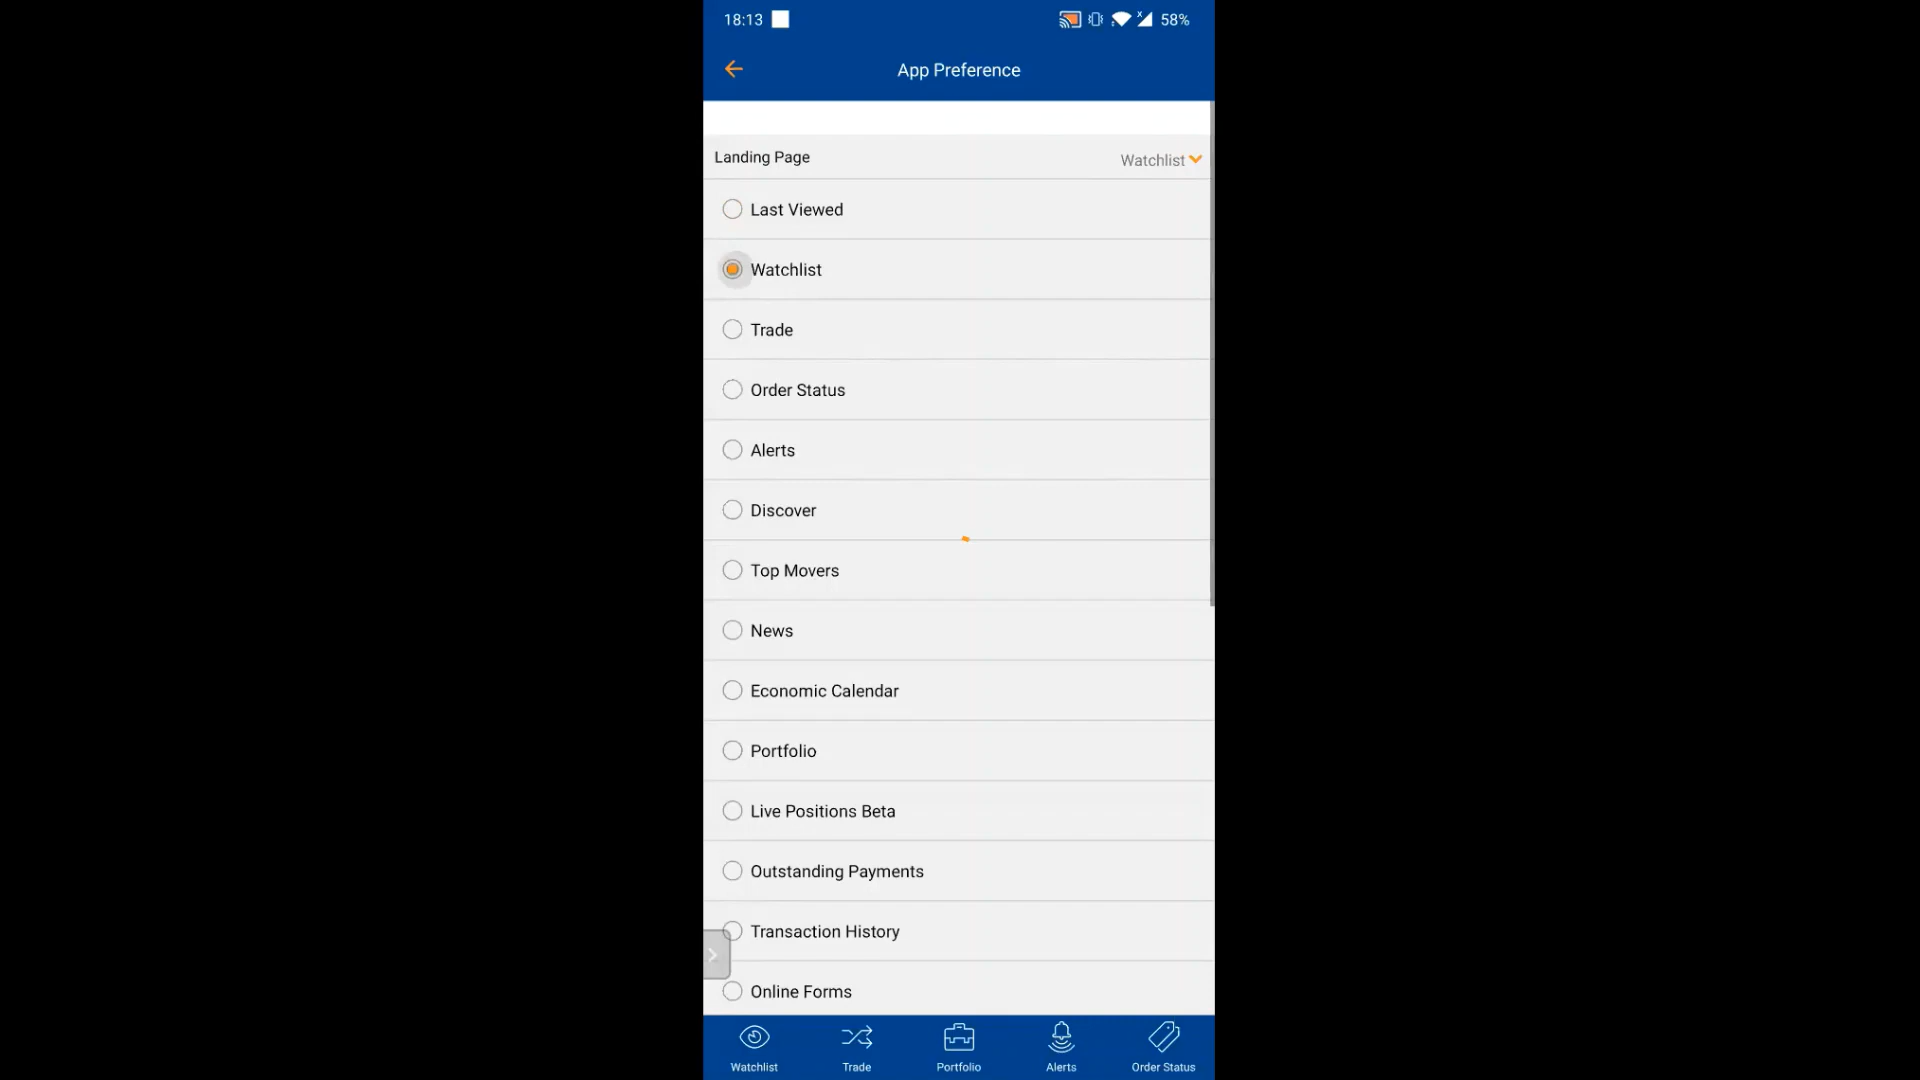 18:13
58%
App Preference
Landing Page
Watchlist
Last Viewed
Watchlist
Trade
Order Status
Alerts
Discover
Top Movers
News
Economic Calendar
Portfolio
Live Positions Beta
Outstanding Payments
Transaction History
Online Forms
Watchlist
Trade
Portfolio
Alerts
Order Status